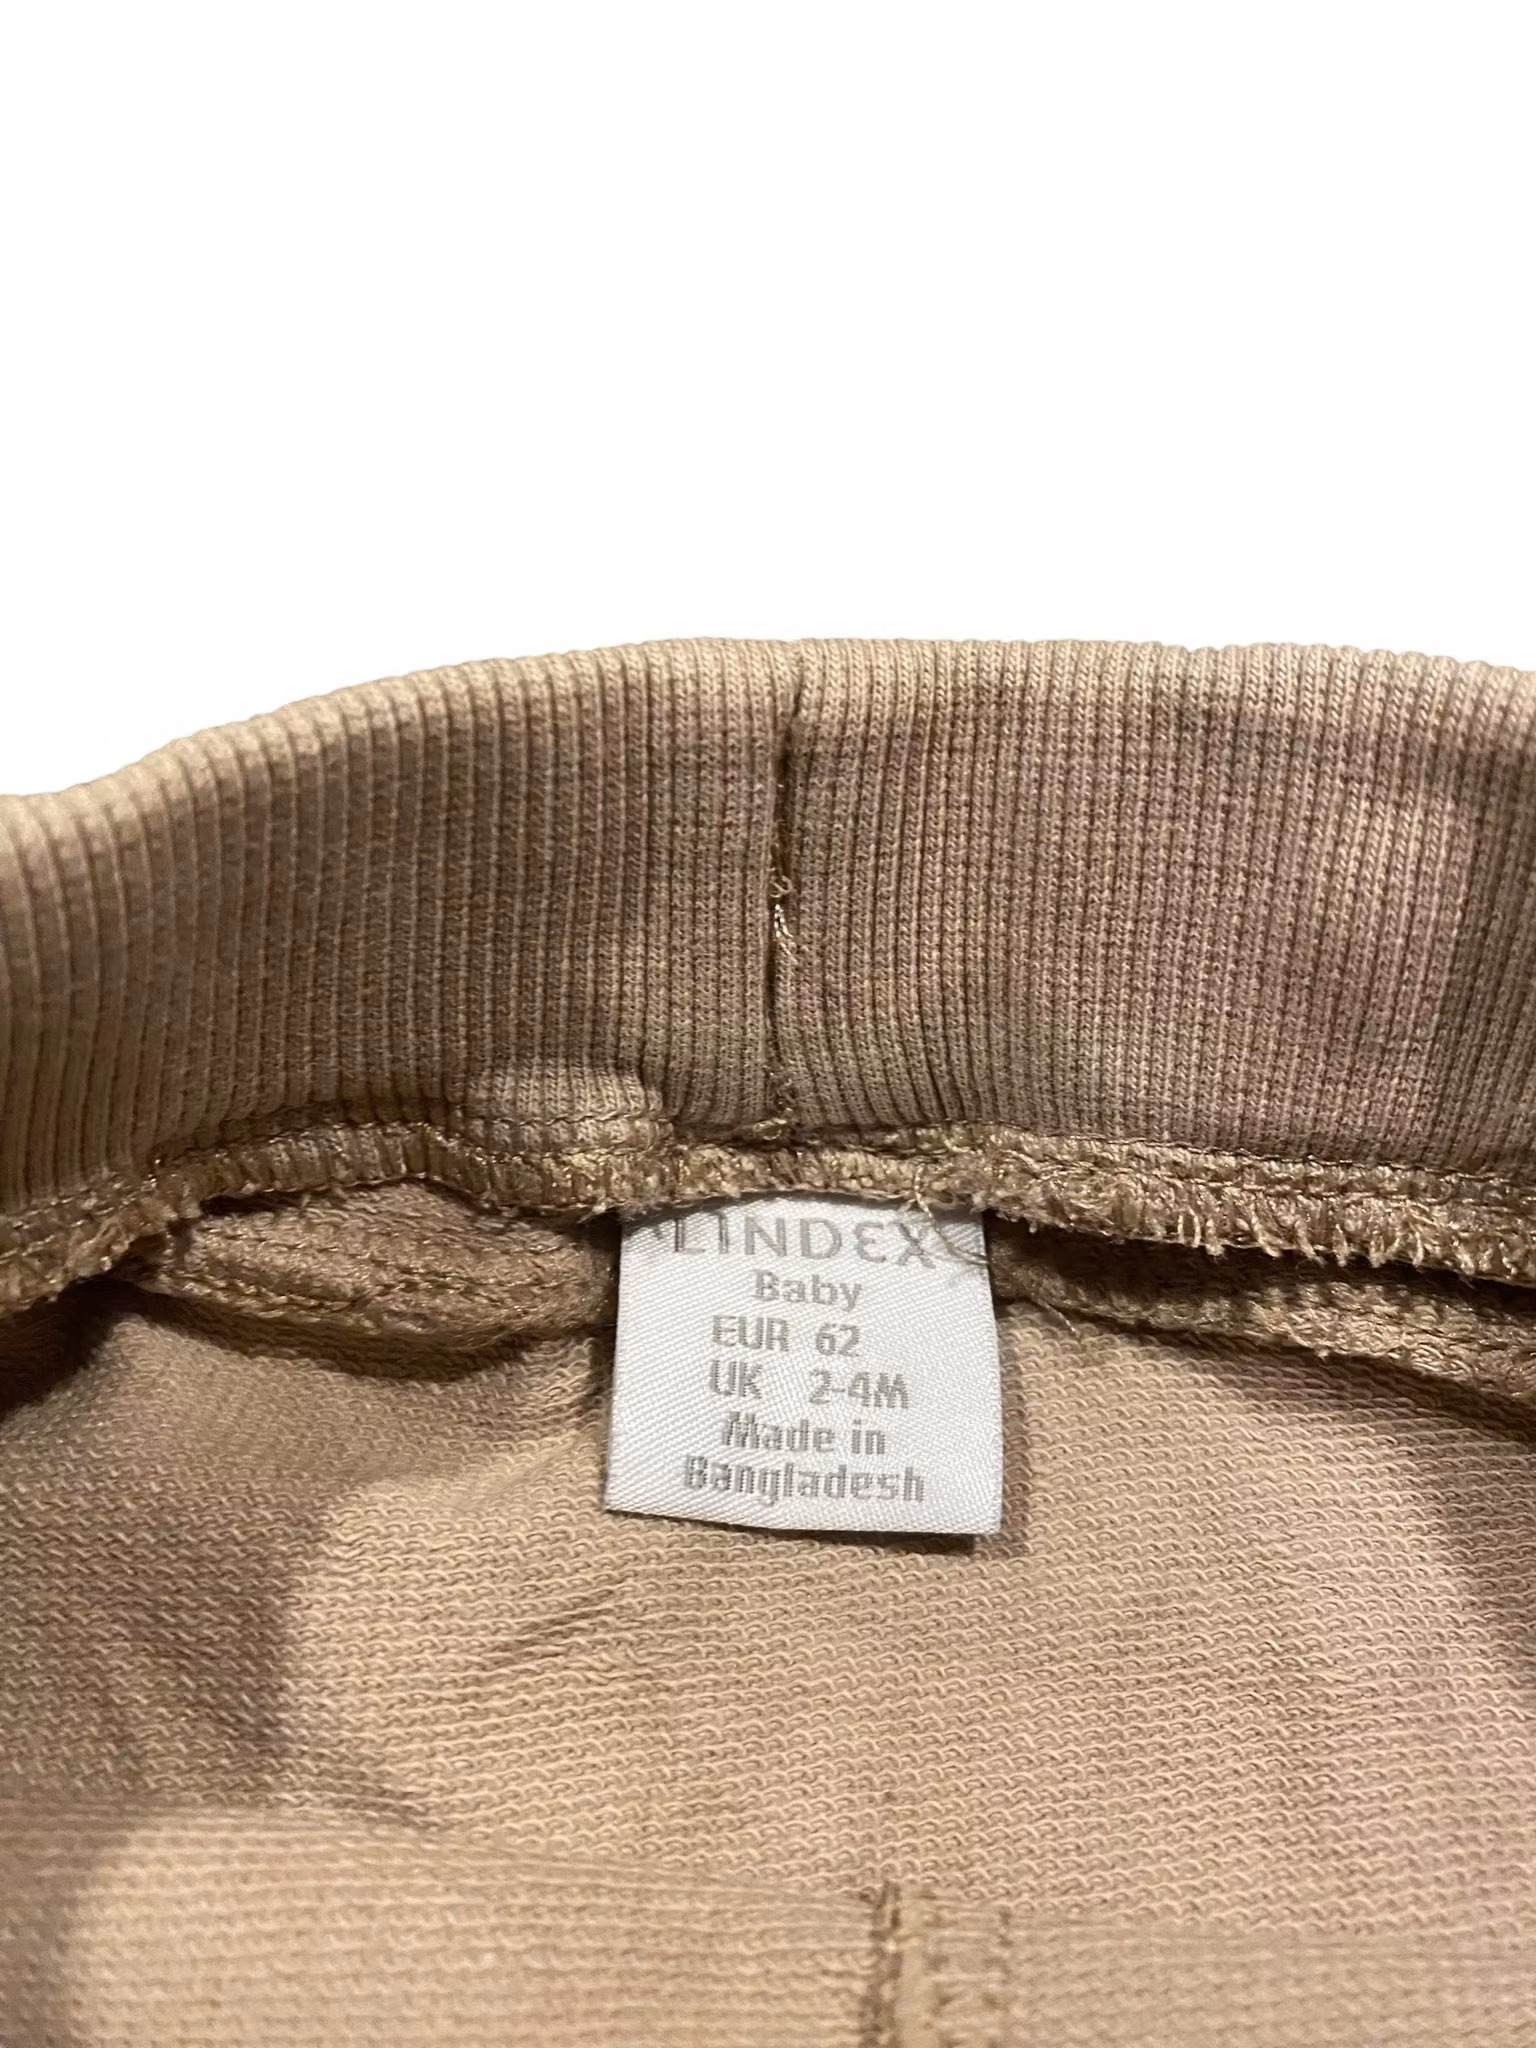 LINDEX
Baby
EUR 62
UK 2-4M
Made in
Bangladesh